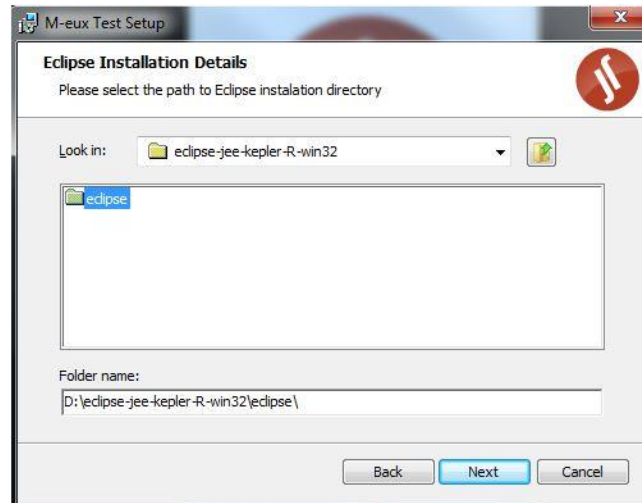 M-eux Test Setup
Eclipse Installation Details
Please select the path to Eclipse instalation directory
Look in:
eclipse-jee-kepler-R-win32
eclipse
Folder name:
D:\eclipse-jee-kepler-R-win32\eclipse\
Back
Next
Cancel